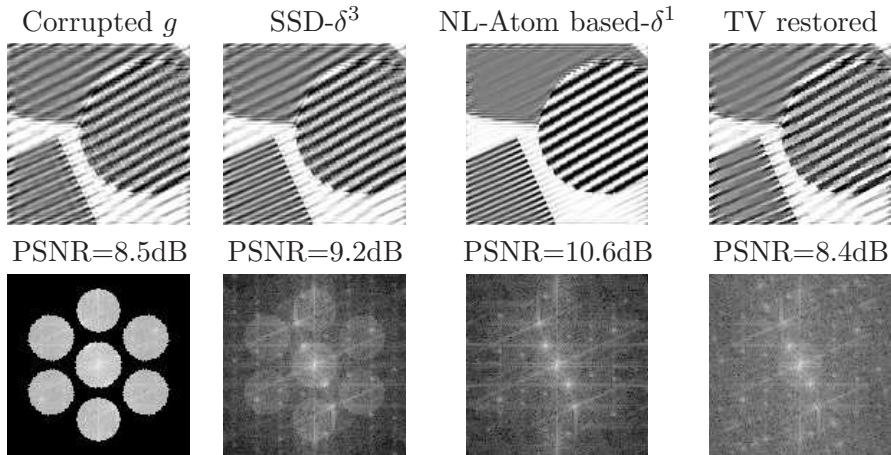 Corrupted g SSD-δ³ NL-Atom based-δ¹ TV restored
PSNR=8.5dB PSNR=9.2dB PSNR=10.6dB PSNR=8.4dB